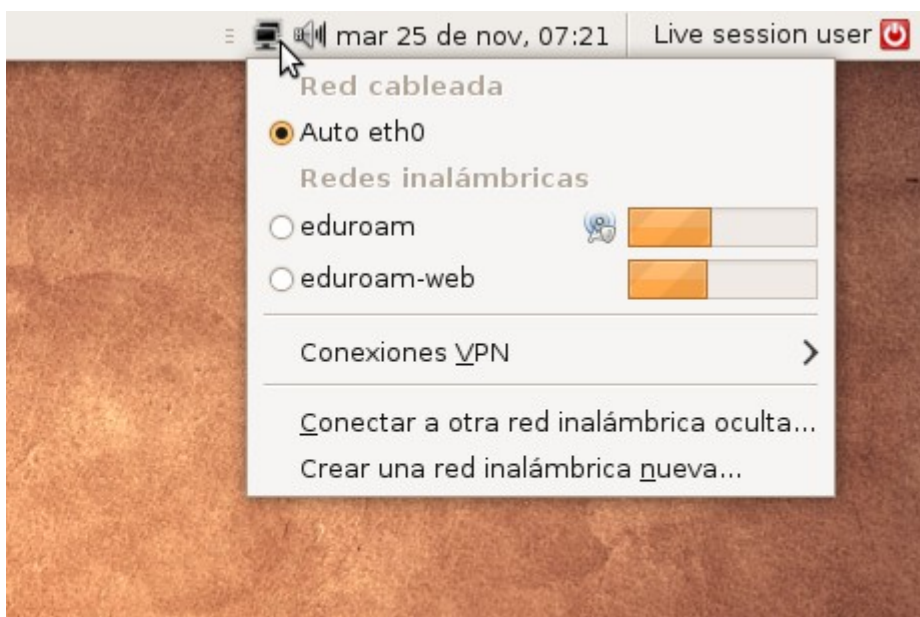 mar 25 de nov, 07:21 Live session user
Red cableada
Auto eth0
Redes inalámbricas
eduroam
eduroam-web
Conexiones VPN
Conectar a otra red inalámbrica oculta...
Crear una red inalámbrica nueva...